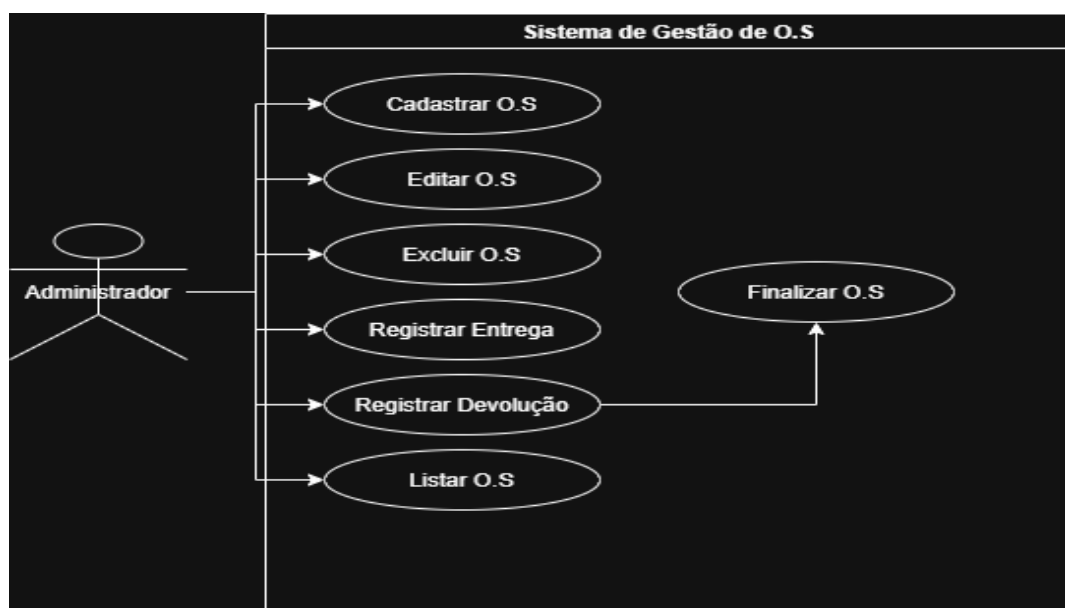 Sistema de Gestão de O.S
Cadastrar O.S
Editar O.S
Excluir O.S
Administrador
Finalizar O.S
Registrar Entrega
Registrar Devolução
Listar O.S